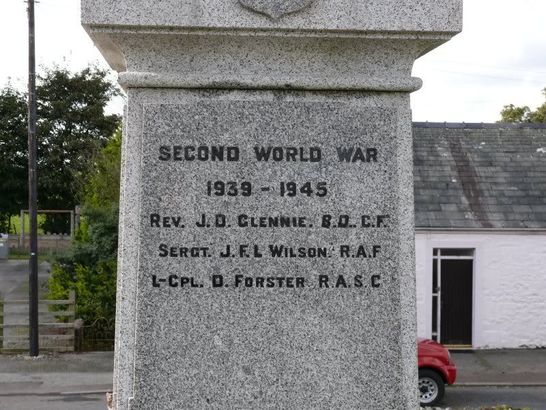 SECOND WORLD WAR
1939 - 1945
REV. J. D. GLENNIE. B.D., C.F.
SERGT. J. F. L WILSON. R.A.F
L-CPL. D. FORSTER. R.A.S.C